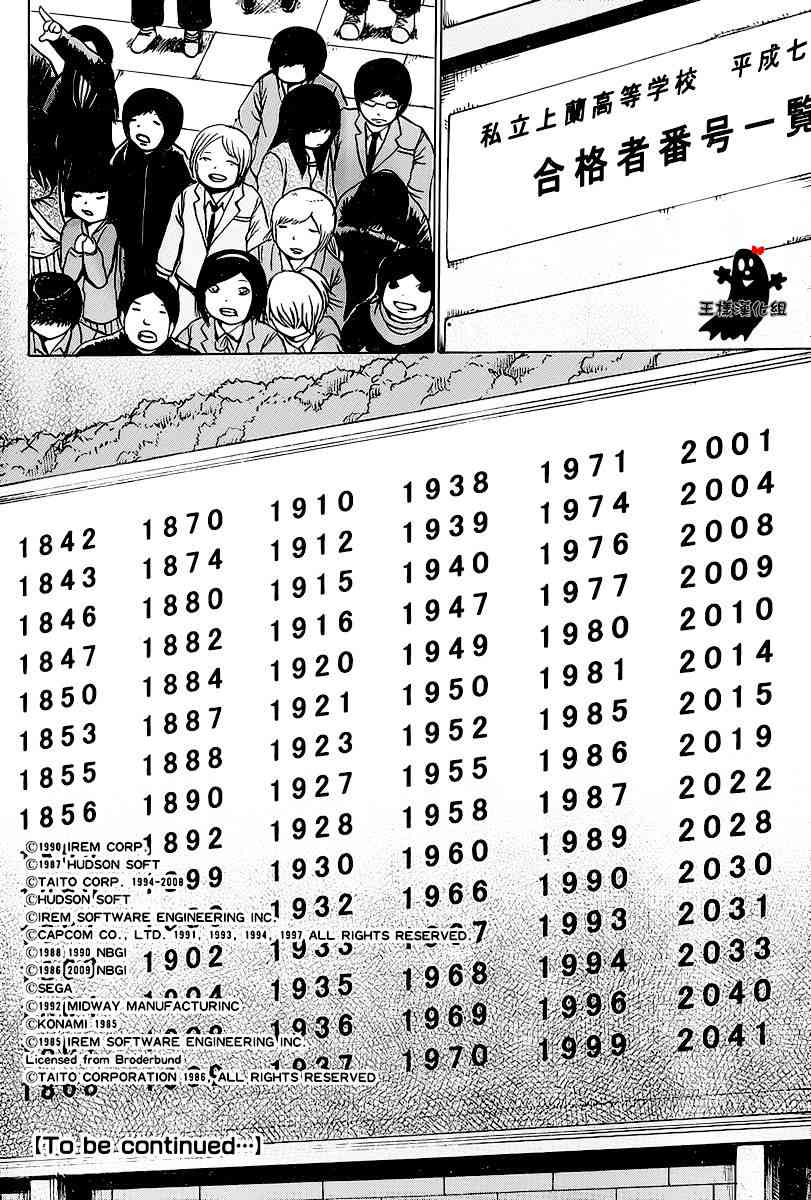 私立上蘭高等学校 平成七
合格者番号一覧
王様漢化组
1842 1870 1910 1938 1971 2001
1843 1874 1912 1939 1974 2004
1846 1880 1915 1940 1976 2008
1847 1882 1916 1947 1977 2009
1850 1884 1920 1949 1980 2010
1853 1887 1921 1950 1981 2014
1855 1888 1923 1952 1985 2015
1856 1890 1927 1955 1986 2019
1892 1928 1958 1987 2022
99 1930 1960 1989 2028
1932 1966 1990 2030
1902 1933 7 1993 2031
1935 1968 1994 2033
1936 1969 1996 2040
1937 1970 1999 2041
©1990 IREM CORP.
©1987 HUDSON SOFT
©TAITO CORP. 1994-2008
©HUDSON SOFT
©IREM SOFTWARE ENGINEERING INC.
©CAPCOM CO., LTD. 1991, 1993, 1994, 1997 ALL RIGHTS RESERVED.
©1988 1990 NBGI
©1986 2009 NBGI
©SEGA
©1992 MIDWAY MANUFACTURINC
©KONAMI 1985
©1985 IREM SOFTWARE ENGINEERING INC.
Licensed from Broderbund
©TAITO CORPORATION 1986, ALL RIGHTS RESERVED
【To be continued…】